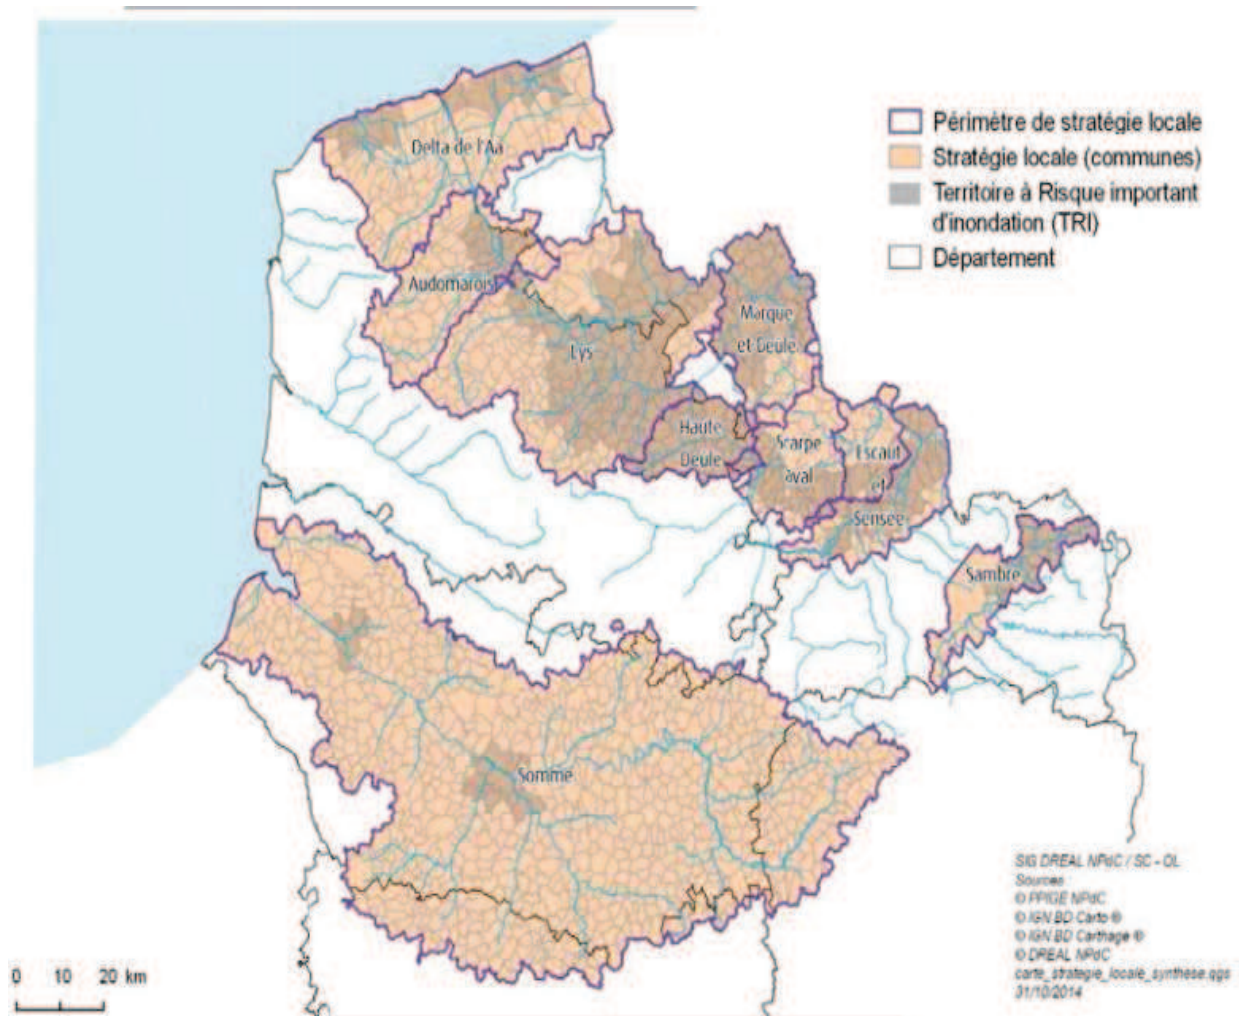 Périmètre de stratégie locale
Stratégie locale (communes)
Territoire à Risque important
d'inondation (TRI)
Département
Delta de l'Aa
Audomarois
Lys
Marque
et Deûle
Haute
Deûle
Scarpe
aval
Escaut
et
Sensée
Sambre
Somme
SIG DREAL NPdC / SC - OL
Sources :
© PPIGE NPdC
© IGN BD Carto ®
© IGN BD Carthage ®
© DREAL NPdC
carte_strategie_locale_synthese.qgs
31/10/2014
0 10 20 km